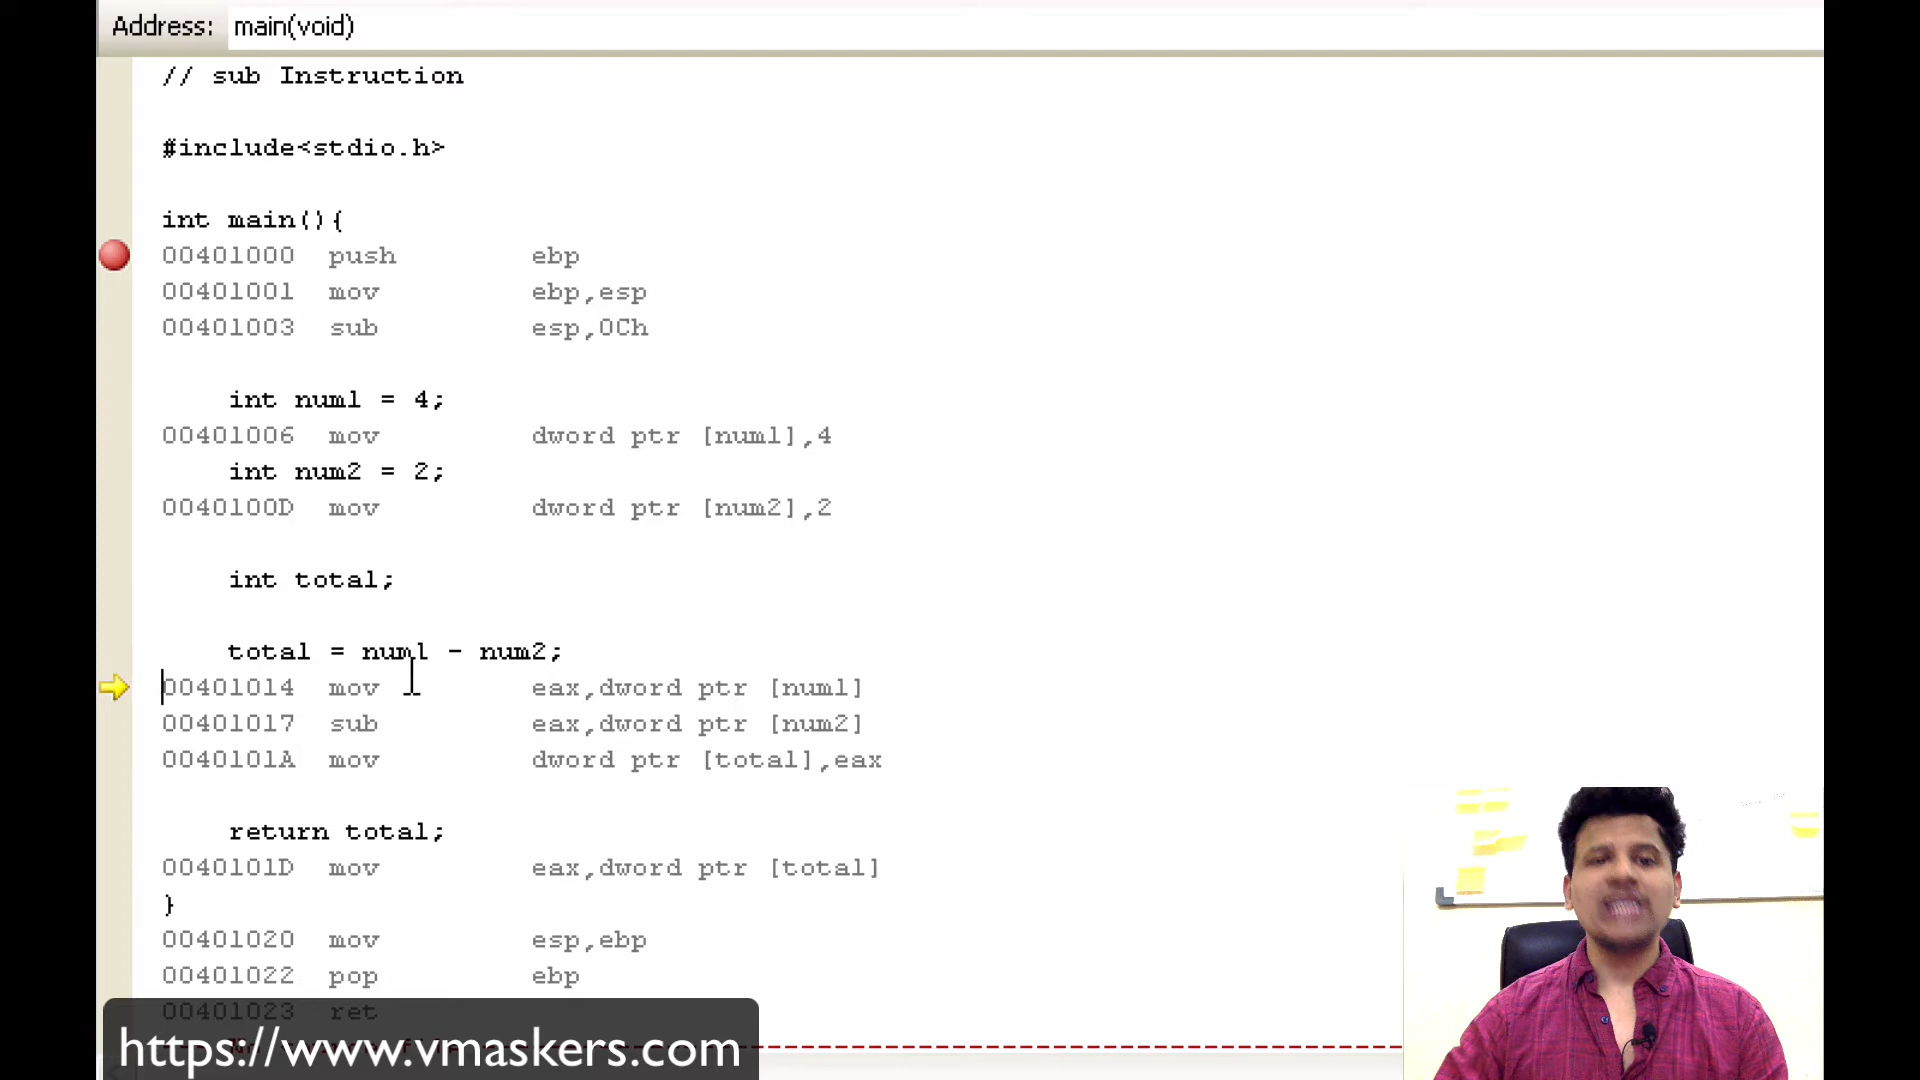 Address: main(void)
// sub Instruction
#include<stdio.h>
int main(){
00401000 push ebp
00401001 mov ebp,esp
00401003 sub esp,0Ch
int num1 = 4;
00401006 mov dword ptr [num1],4
int num2 = 2;
0040100D mov dword ptr [num2],2
int total;
total = num1 - num2;
00401014 mov eax,dword ptr [num1]
00401017 sub eax,dword ptr [num2]
0040101A mov dword ptr [total],eax
return total;
0040101D mov eax,dword ptr [total]
}
00401020 mov esp,ebp
00401022 pop ebp
00401023 ret
https://www.vmaskers.com